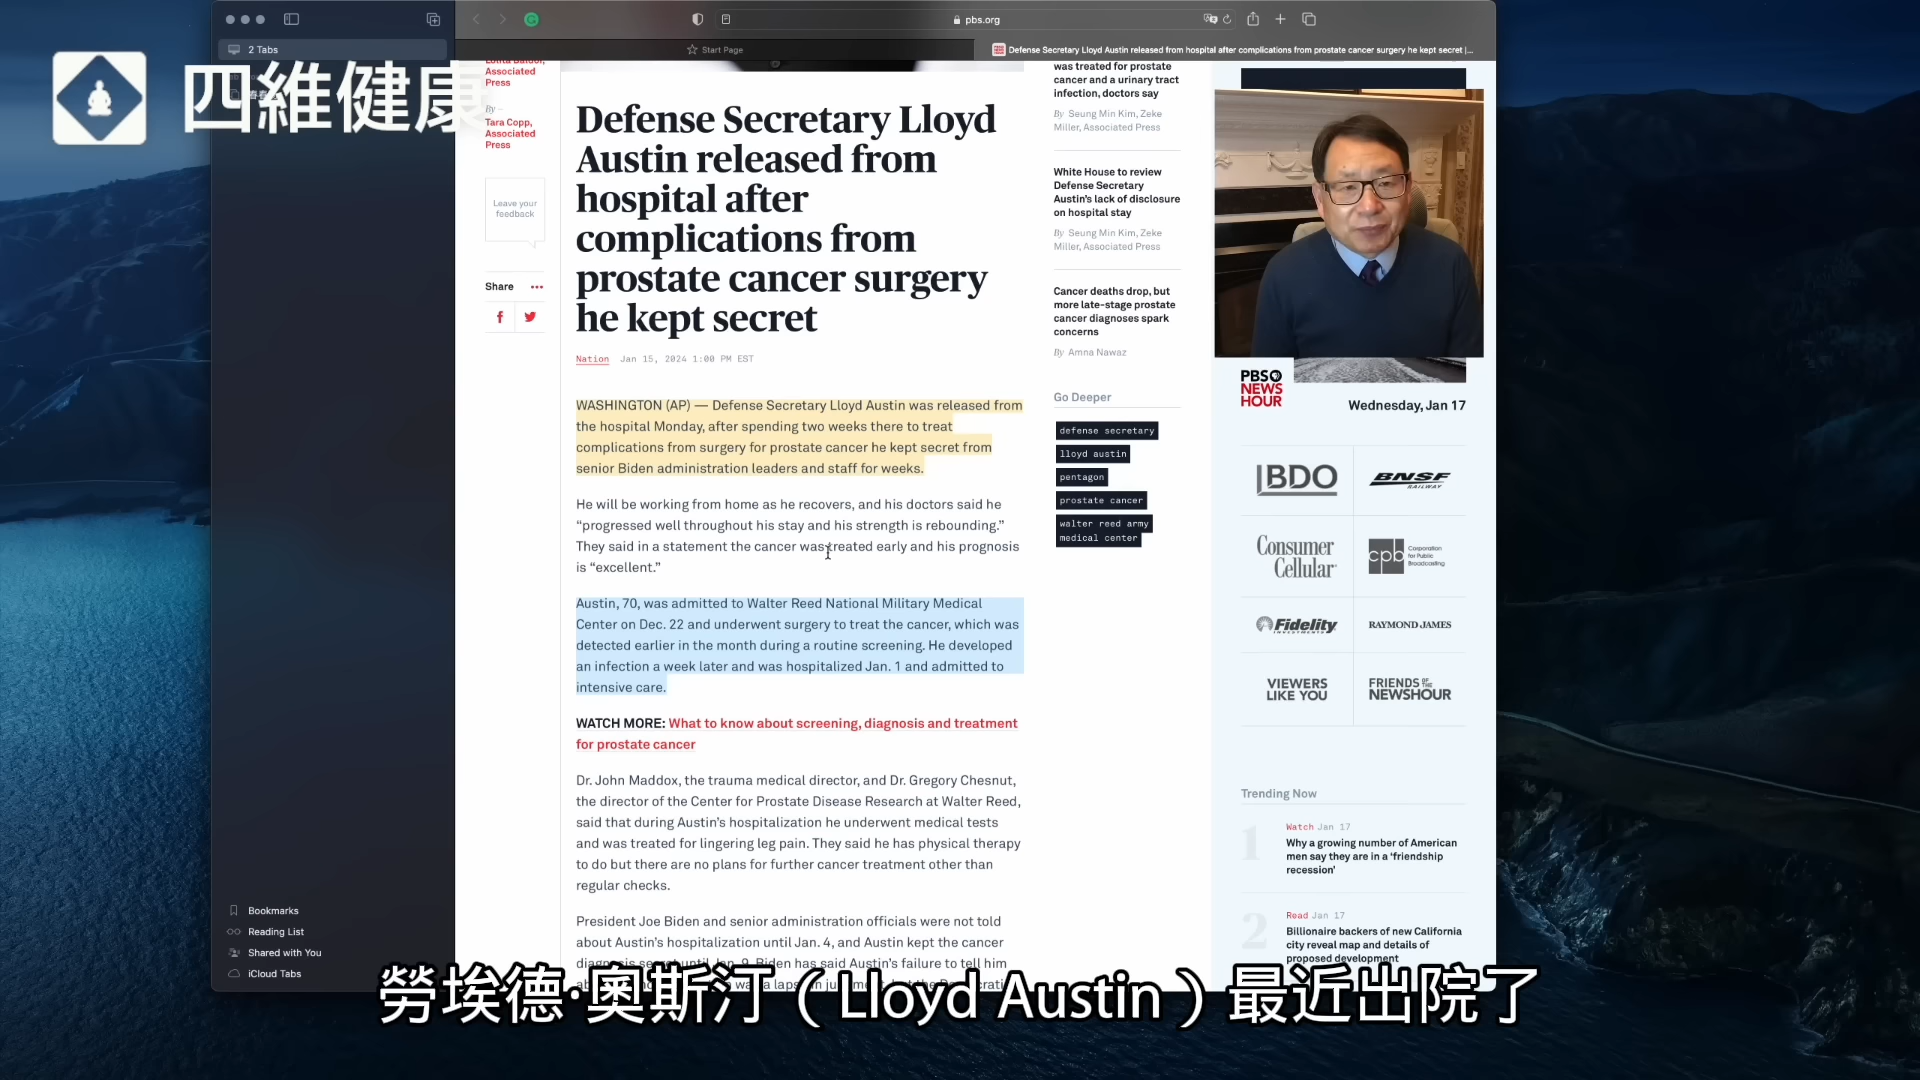 pbs.org
2 Tabs
Start Page
Defense Secretary Lloyd Austin released from hospital after complications from prostate cancer surgery he kept secret |...
四維健康
Associated
Press
By –
Tara Copp,
Associated
Press
Leave your
feedback
Share
Defense Secretary Lloyd
Austin released from
hospital after
complications from
prostate cancer surgery
he kept secret
Nation Jan 15, 2024 1:00 PM EST
WASHINGTON (AP) — Defense Secretary Lloyd Austin was released from
the hospital Monday, after spending two weeks there to treat
complications from surgery for prostate cancer he kept secret from
senior Biden administration leaders and staff for weeks.
He will be working from home as he recovers, and his doctors said he
“progressed well throughout his stay and his strength is rebounding.”
They said in a statement the cancer was treated early and his prognosis
is “excellent.”
Austin, 70, was admitted to Walter Reed National Military Medical
Center on Dec. 22 and underwent surgery to treat the cancer, which was
detected earlier in the month during a routine screening. He developed
an infection a week later and was hospitalized Jan. 1 and admitted to
intensive care.
WATCH MORE: What to know about screening, diagnosis and treatment
for prostate cancer
Dr. John Maddox, the trauma medical director, and Dr. Gregory Chesnut,
the director of the Center for Prostate Disease Research at Walter Reed,
said that during Austin’s hospitalization he underwent medical tests
and was treated for lingering leg pain. They said he has physical therapy
to do but there are no plans for further cancer treatment other than
regular checks.
President Joe Biden and senior administration officials were not told
about Austin’s hospitalization until Jan. 4, and Austin kept the cancer
diagnosis secret until Jan. 9. Biden has said Austin’s failure to tell him
was treated for prostate
cancer and a urinary tract
infection, doctors say
By Seung Min Kim, Zeke
Miller, Associated Press
White House to review
Defense Secretary
Austin’s lack of disclosure
on hospital stay
By Seung Min Kim, Zeke
Miller, Associated Press
Cancer deaths drop, but
more late-stage prostate
cancer diagnoses spark
concerns
By Amna Nawaz
Go Deeper
defense secretary
lloyd austin
pentagon
prostate cancer
walter reed army
medical center
PBS
NEWS
HOUR
Wednesday, Jan 17
BDO
BNSF
RAILWAY
Consumer
Cellular
cpb Corporation
for Public
Broadcasting
Fidelity
INVESTMENTS
RAYMOND JAMES
VIEWERS
LIKE YOU
FRIENDS OF THE
NEWSHOUR
Trending Now
1
Watch Jan 17
Why a growing number of American
men say they are in a ‘friendship
recession’
2
Read Jan 17
Billionaire backers of new California
city reveal map and details of
proposed development
Bookmarks
Reading List
Shared with You
iCloud Tabs
勞埃德·奧斯汀（Lloyd Austin）最近出院了